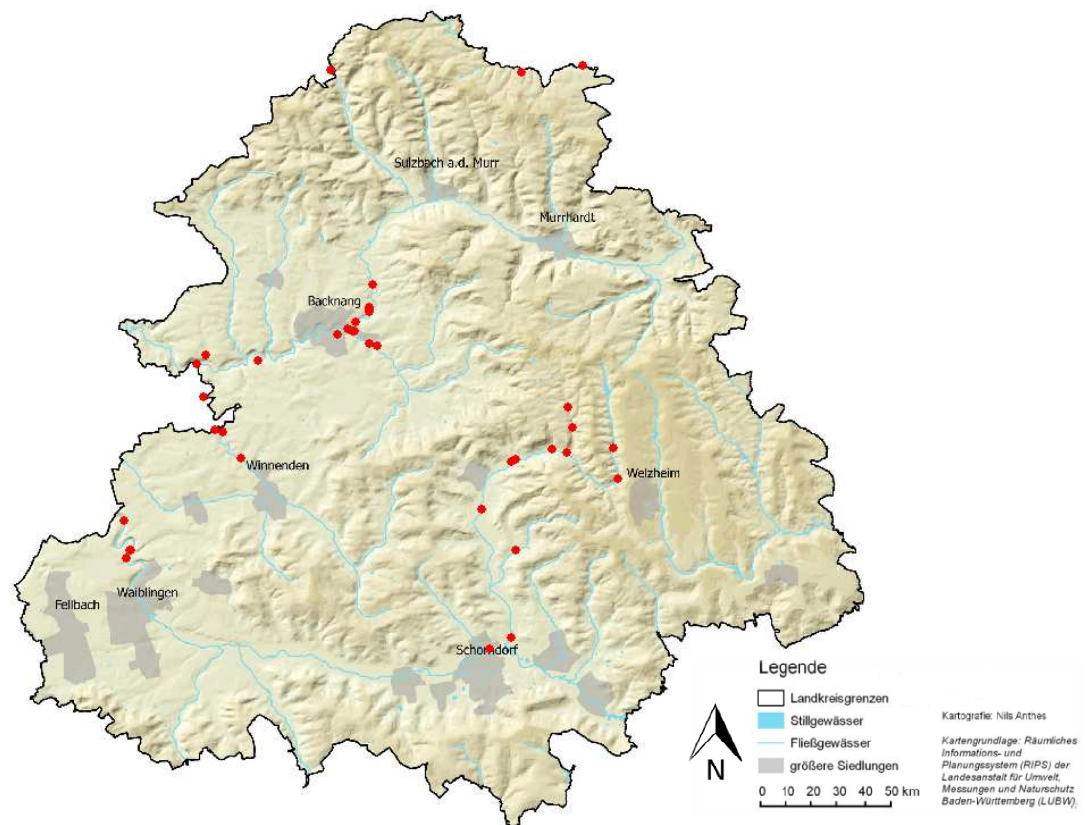 Sulzbach a.d. Murr
Murrhardt
Backnang
Winnenden
Welzheim
Waiblingen
Fellbach
Schorndorf
Legende
Landkreisgrenzen
Stillgewässer
Fließgewässer
größere Siedlungen
0 10 20 30 40 50 km
N
Kartografie: Nils Anthes
Kartengrundlage: Räumliches
Informations- und
Planungssystem (RIPS) der
Landesanstalt für Umwelt,
Messungen und Naturschutz
Baden-Württemberg (LUBW),